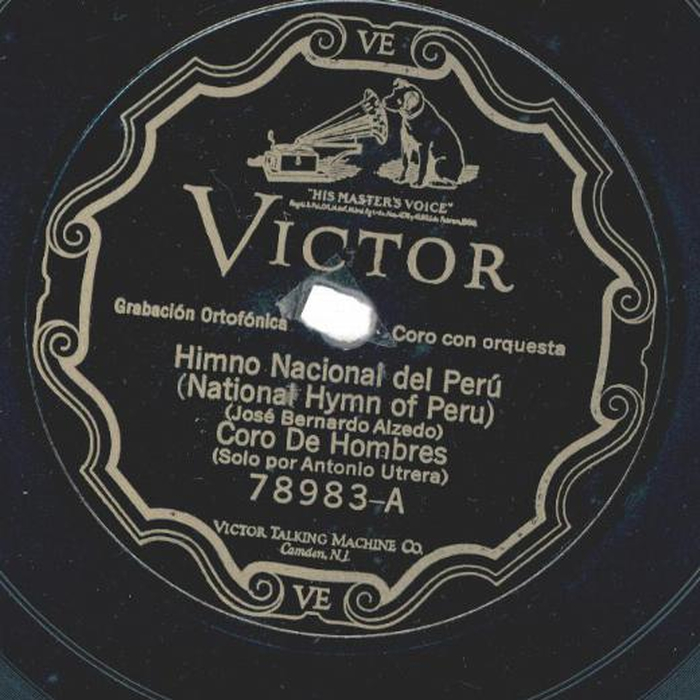 VE
"HIS MASTER'S VOICE"
VICTOR
Grabación Ortofónica
Coro con orquesta
Himno Nacional del Perú
(National Hymn of Peru)
(José Bernardo Alzedo)
Coro De Hombres
(Solo por Antonio Utrera)
78983-A
VICTOR TALKING MACHINE CO.
Camden, N.J.
VE